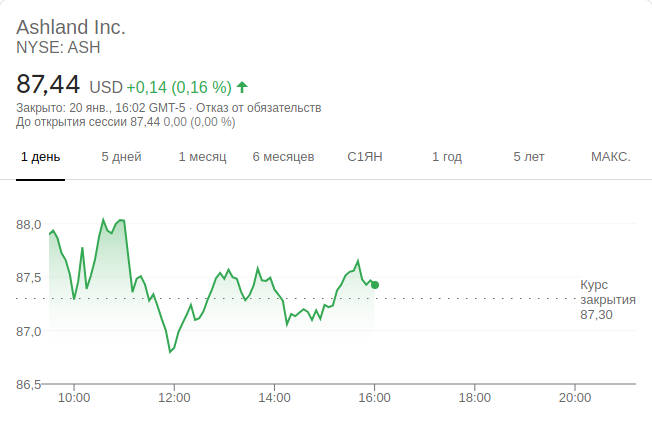 Ashland Inc.
NYSE: ASH
87,44 USD +0,14 (0,16 %)
Закрыто: 20 янв., 16:02 GMT-5 · Отказ от обязательств
До открытия сессии 87,44 0,00 (0,00 %)
1 день 5 дней 1 месяц 6 месяцев С1ЯН 1 год 5 лет МАКС.
88,0
87,5
Курс
закрытия
87,30
87,0
86,5
10:00 12:00 14:00 16:00 18:00 20:00